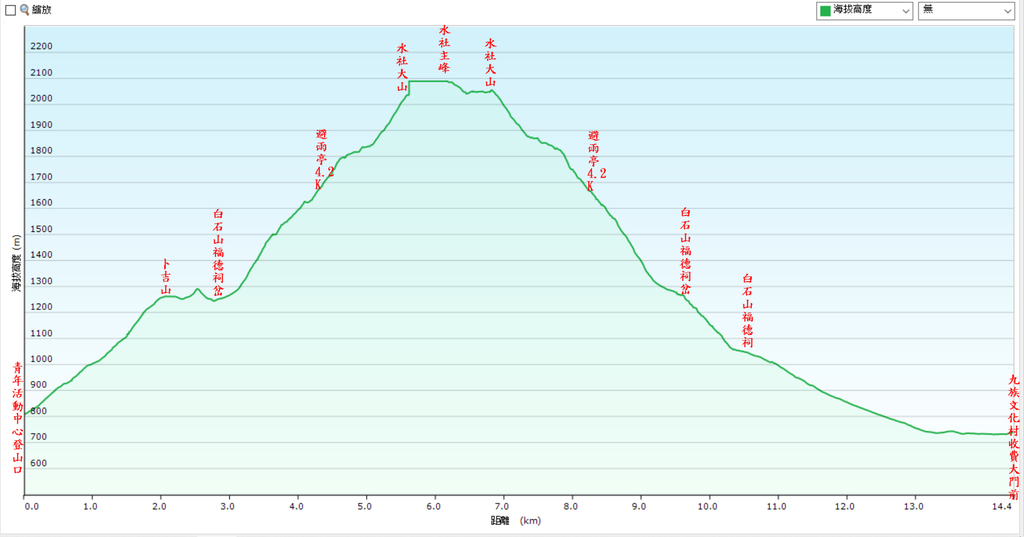 縮放
海拔高度
無
水社大山
水社主峰
水社大山
避雨亭4.2K
避雨亭4.2K
白石山福德祠岔
白石山福德祠岔
卜吉山
白石山福德祠
青年活動中心登山口
九族文化村收費大門前
海拔高度 (m)
2200
2100
2000
1900
1800
1700
1600
1500
1400
1300
1200
1100
1000
900
800
700
600
0.0 1.0 2.0 3.0 4.0 5.0 6.0 7.0 8.0 9.0 10.0 11.0 12.0 13.0 14.4
距離 (km)